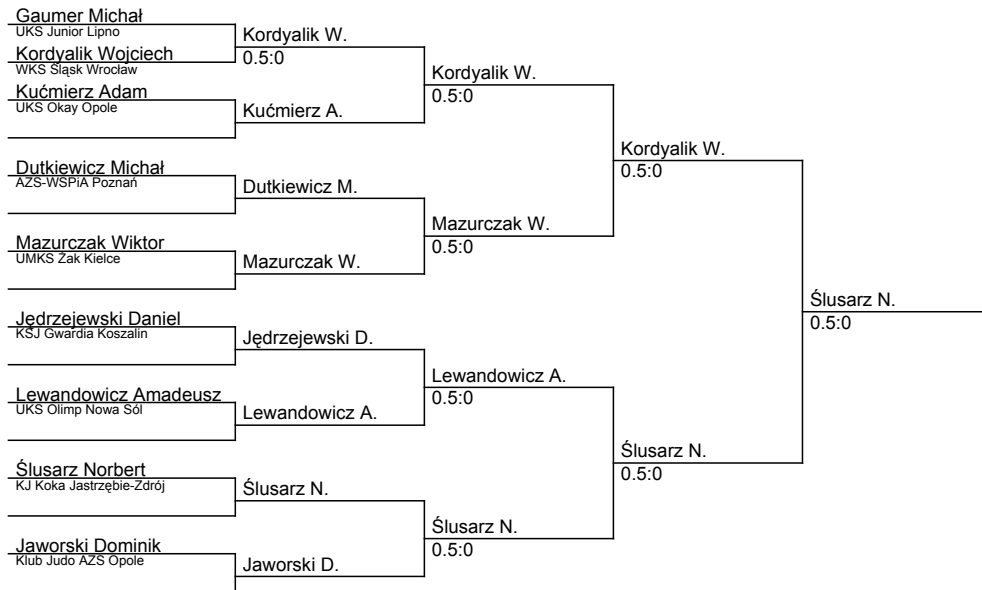 Gaumer Michał
UKS Junior Lipno
Kordyalik Wojciech
WKS Śląsk Wrocław
Kućmierz Adam
UKS Okay Opole
Dutkiewicz Michał
AZS-WSPiA Poznań
Mazurczak Wiktor
UMKS Żak Kielce
Jędrzejewski Daniel
KSJ Gwardia Koszalin
Lewandowicz Amadeusz
UKS Olimp Nowa Sól
Ślusarz Norbert
KJ Koka Jastrzębie-Zdrój
Jaworski Dominik
Klub Judo AZS Opole
Kordyalik W.
0.5:0
Kućmierz A.
Dutkiewicz M.
Mazurczak W.
Jędrzejewski D.
Lewandowicz A.
Ślusarz N.
Jaworski D.
Kordyalik W.
0.5:0
Mazurczak W.
0.5:0
Lewandowicz A.
0.5:0
Ślusarz N.
0.5:0
Kordyalik W.
0.5:0
Ślusarz N.
0.5:0
Ślusarz N.
0.5:0